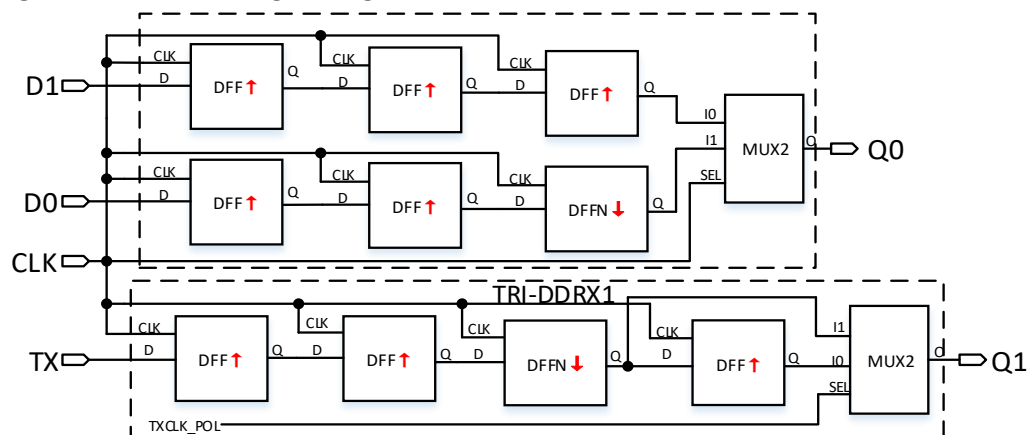 CLK
D
DFF↑
Q
CLK
D
DFF↑
Q
CLK
D
DFF↑
Q
I0
I1
SEL
MUX2
O
D1
Q0
CLK
D
DFF↑
Q
CLK
D
DFF↑
Q
CLK
D
DFFN↓
Q
D0
CLK
TRI-DDRX1
CLK
D
DFF↑
Q
CLK
D
DFF↑
Q
CLK
D
DFFN↓
Q
CLK
D
DFF↑
Q
I1
I0
SEL
MUX2
O
TX
Q1
TXCLK_POL